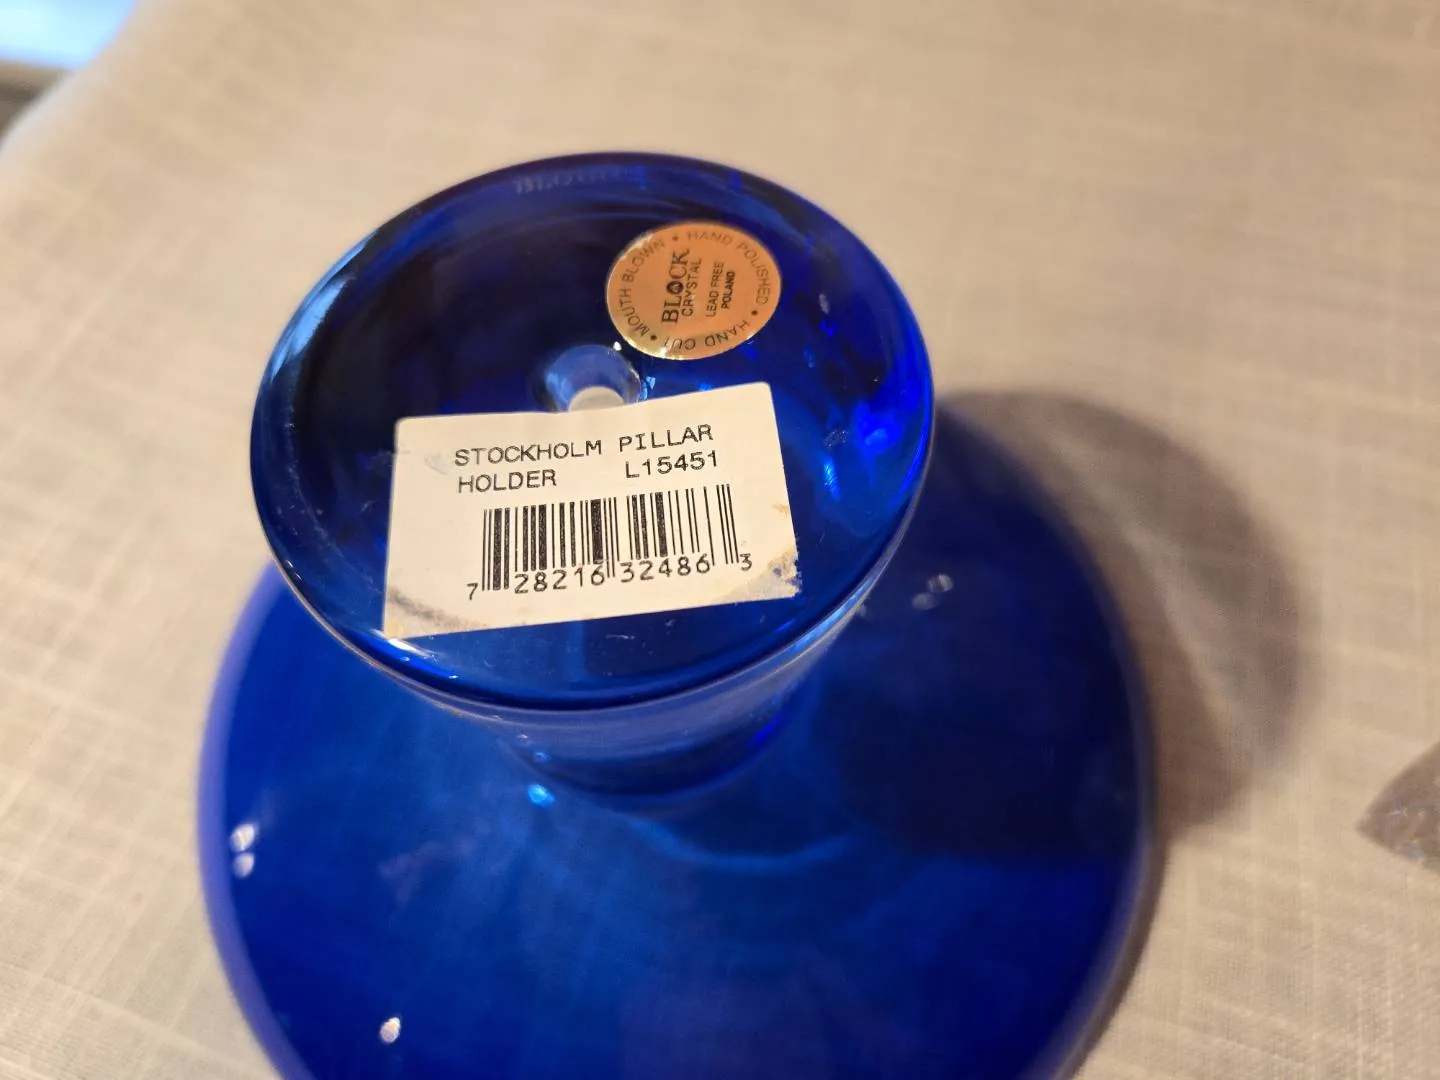 MOUTH BLOWN • HAND POLISHED • HAND CUT •
BLOCK
CRYSTAL
LEAD FREE
POLAND
STOCKHOLM PILLAR
HOLDER L15451
7 28216 32486 3